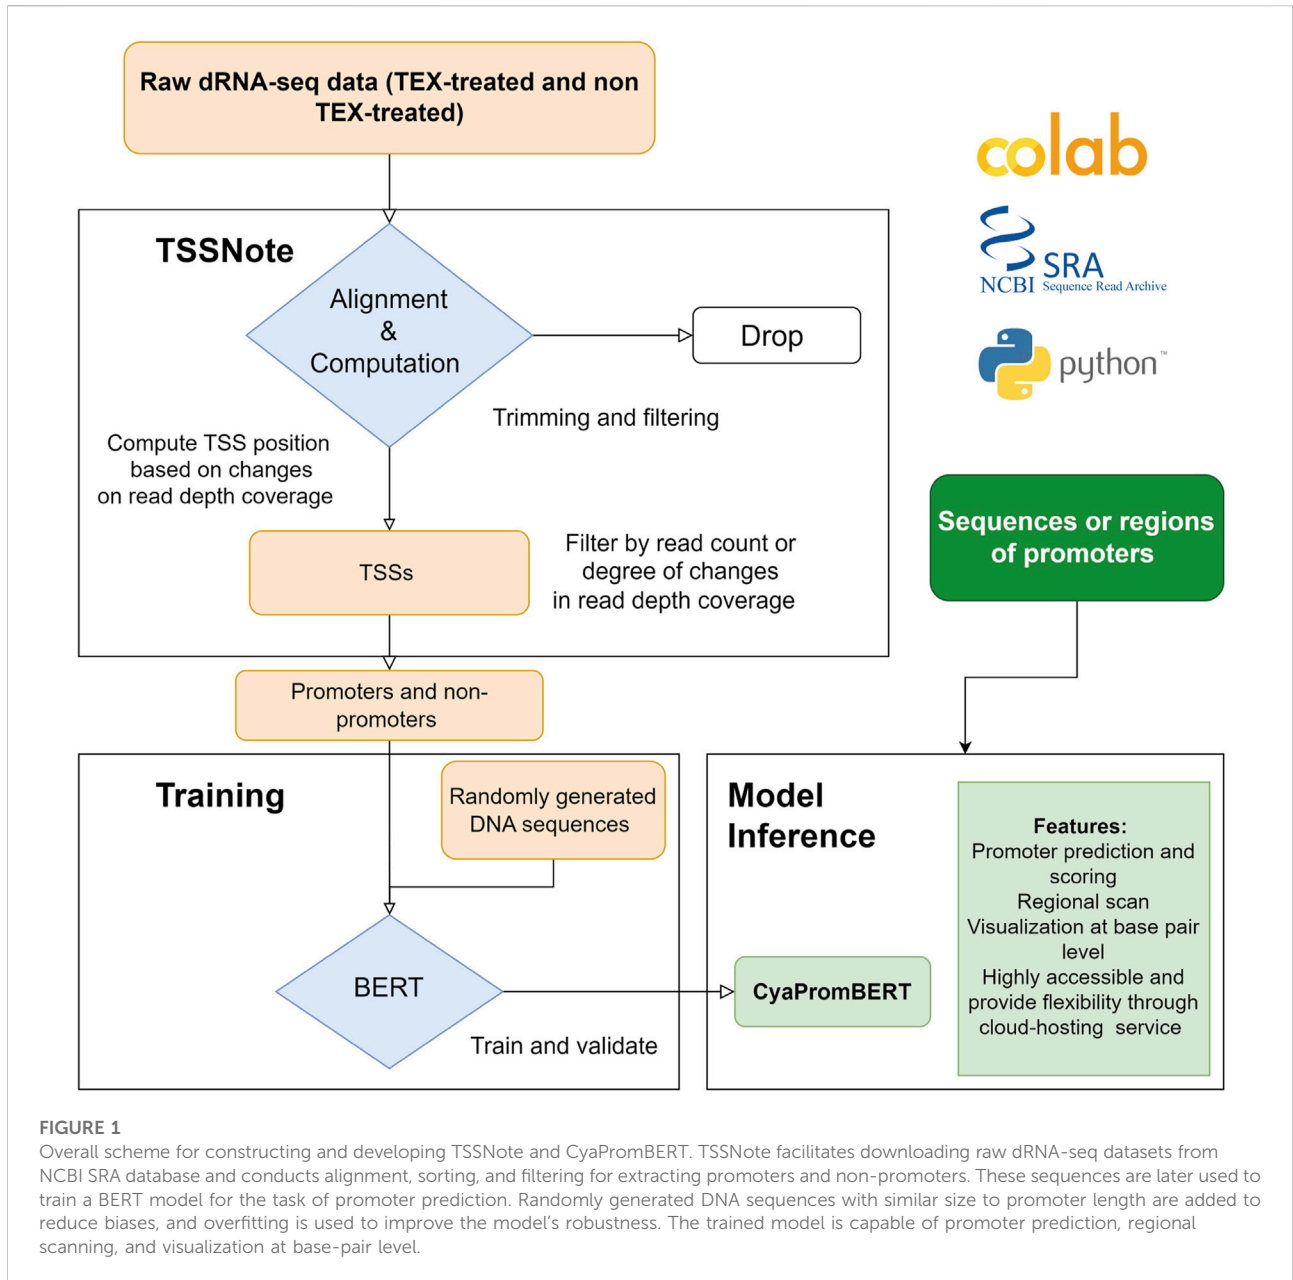 Raw dRNA-seq data (TEX-treated and non
TEX-treated)
colab
SRA
NCBI Sequence Read Archive
python™
TSSNote
Alignment
&
Computation
Drop
Trimming and filtering
Compute TSS position
based on changes
on read depth coverage
TSSs
Filter by read count or
degree of changes
in read depth coverage
Sequences or regions
of promoters
Promoters and non-
promoters
Training
Randomly generated
DNA sequences
BERT
Train and validate
Model
Inference
CyaPromBERT
Features:
Promoter prediction and
scoring
Regional scan
Visualization at base pair
level
Highly accessible and
provide flexibility through
cloud-hosting service
FIGURE 1
Overall scheme for constructing and developing TSSNote and CyaPromBERT. TSSNote facilitates downloading raw dRNA-seq datasets from
NCBI SRA database and conducts alignment, sorting, and filtering for extracting promoters and non-promoters. These sequences are later used to
train a BERT model for the task of promoter prediction. Randomly generated DNA sequences with similar size to promoter length are added to
reduce biases, and overfitting is used to improve the model's robustness. The trained model is capable of promoter prediction, regional
scanning, and visualization at base-pair level.